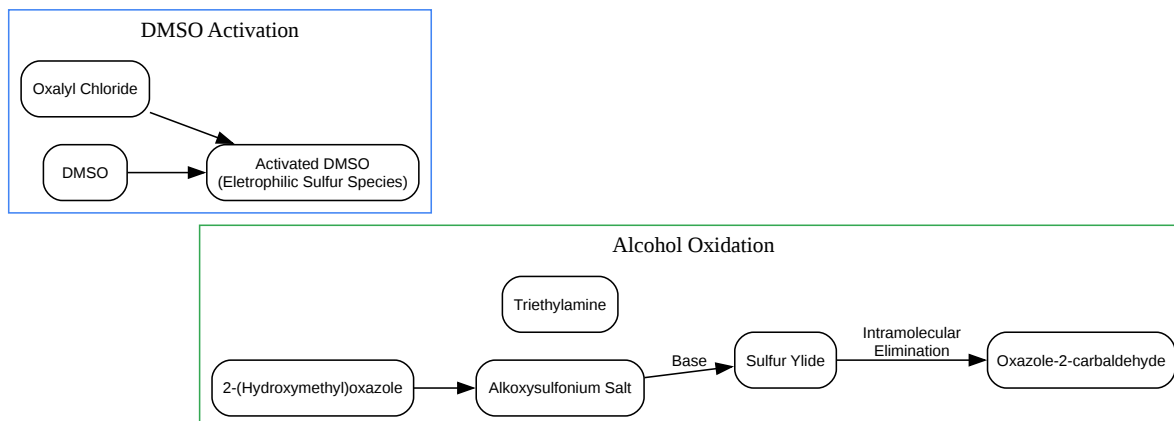 DMSO Activation
Oxalyl Chloride
DMSO
Activated DMSO
(Eletrophilic Sulfur Species)
Alcohol Oxidation
Triethylamine
2-(Hydroxymethyl)oxazole
Alkoxysulfonium Salt
Base
Sulfur Ylide
Intramolecular
Elimination
Oxazole-2-carbaldehyde